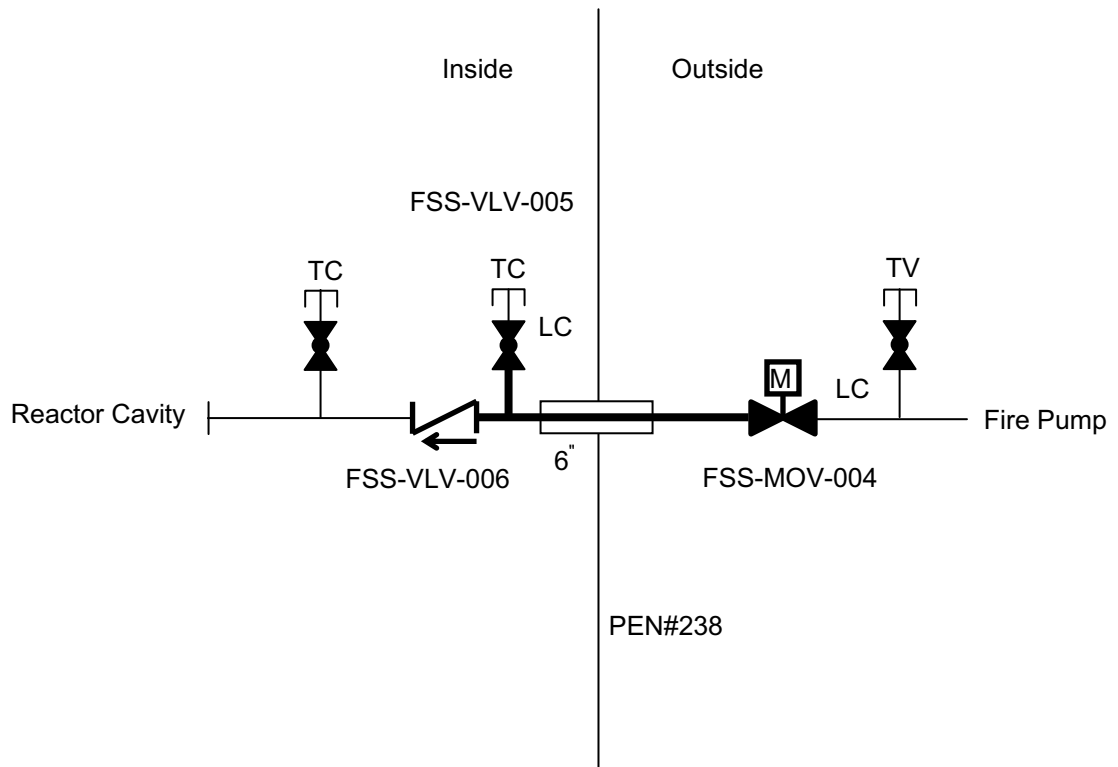 Inside
Outside
FSS-VLV-005
TC
TC
TV
LC
M
LC
Reactor Cavity
Fire Pump
6"
FSS-VLV-006
FSS-MOV-004
PEN#238